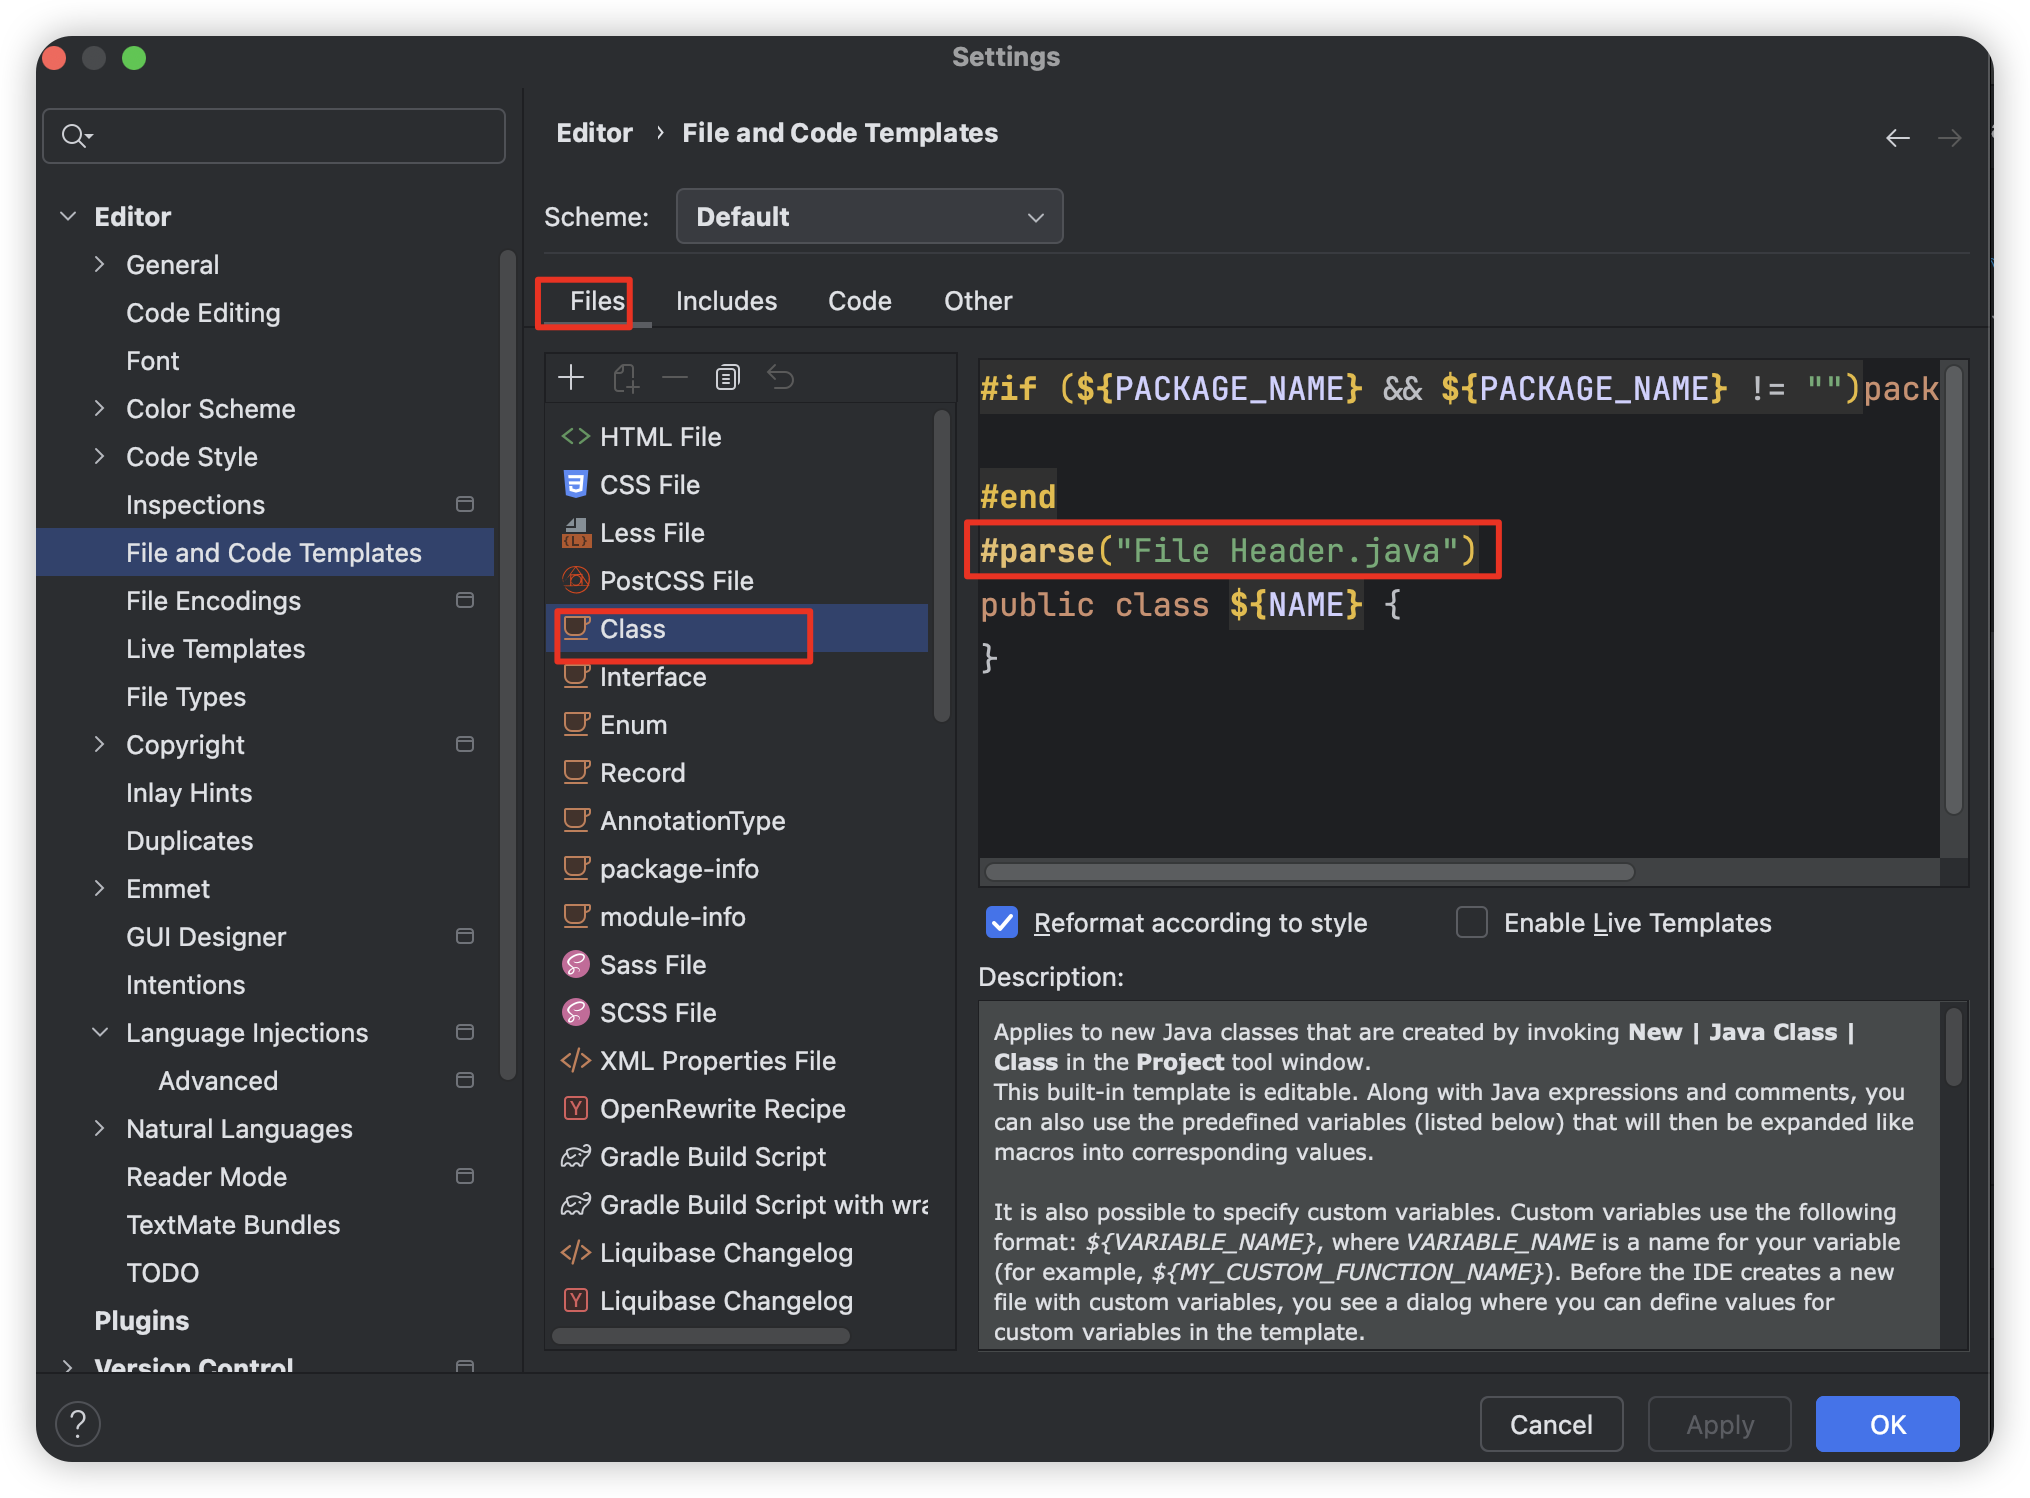 Settings
Editor › File and Code Templates
Scheme: Default
Files Includes Code Other
Editor
General
Code Editing
Font
Color Scheme
Code Style
Inspections
File and Code Templates
File Encodings
Live Templates
File Types
Copyright
Inlay Hints
Duplicates
Emmet
GUI Designer
Intentions
Language Injections
Advanced
Natural Languages
Reader Mode
TextMate Bundles
TODO
Plugins
Version Control
HTML File
CSS File
Less File
PostCSS File
Class
Interface
Enum
Record
AnnotationType
package-info
module-info
Sass File
SCSS File
XML Properties File
OpenRewrite Recipe
Gradle Build Script
Gradle Build Script with wra
Liquibase Changelog
Liquibase Changelog
#if (${PACKAGE_NAME} && ${PACKAGE_NAME} != "")pack
#end
#parse("File Header.java")
public class ${NAME} {
}
Reformat according to style Enable Live Templates
Description:
Applies to new Java classes that are created by invoking New | Java Class |
Class in the Project tool window.
This built-in template is editable. Along with Java expressions and comments, you
can also use the predefined variables (listed below) that will then be expanded like
macros into corresponding values.
It is also possible to specify custom variables. Custom variables use the following
format: ${VARIABLE_NAME}, where VARIABLE_NAME is a name for your variable
(for example, ${MY_CUSTOM_FUNCTION_NAME}). Before the IDE creates a new
file with custom variables, you see a dialog where you can define values for
custom variables in the template.
? Cancel Apply OK